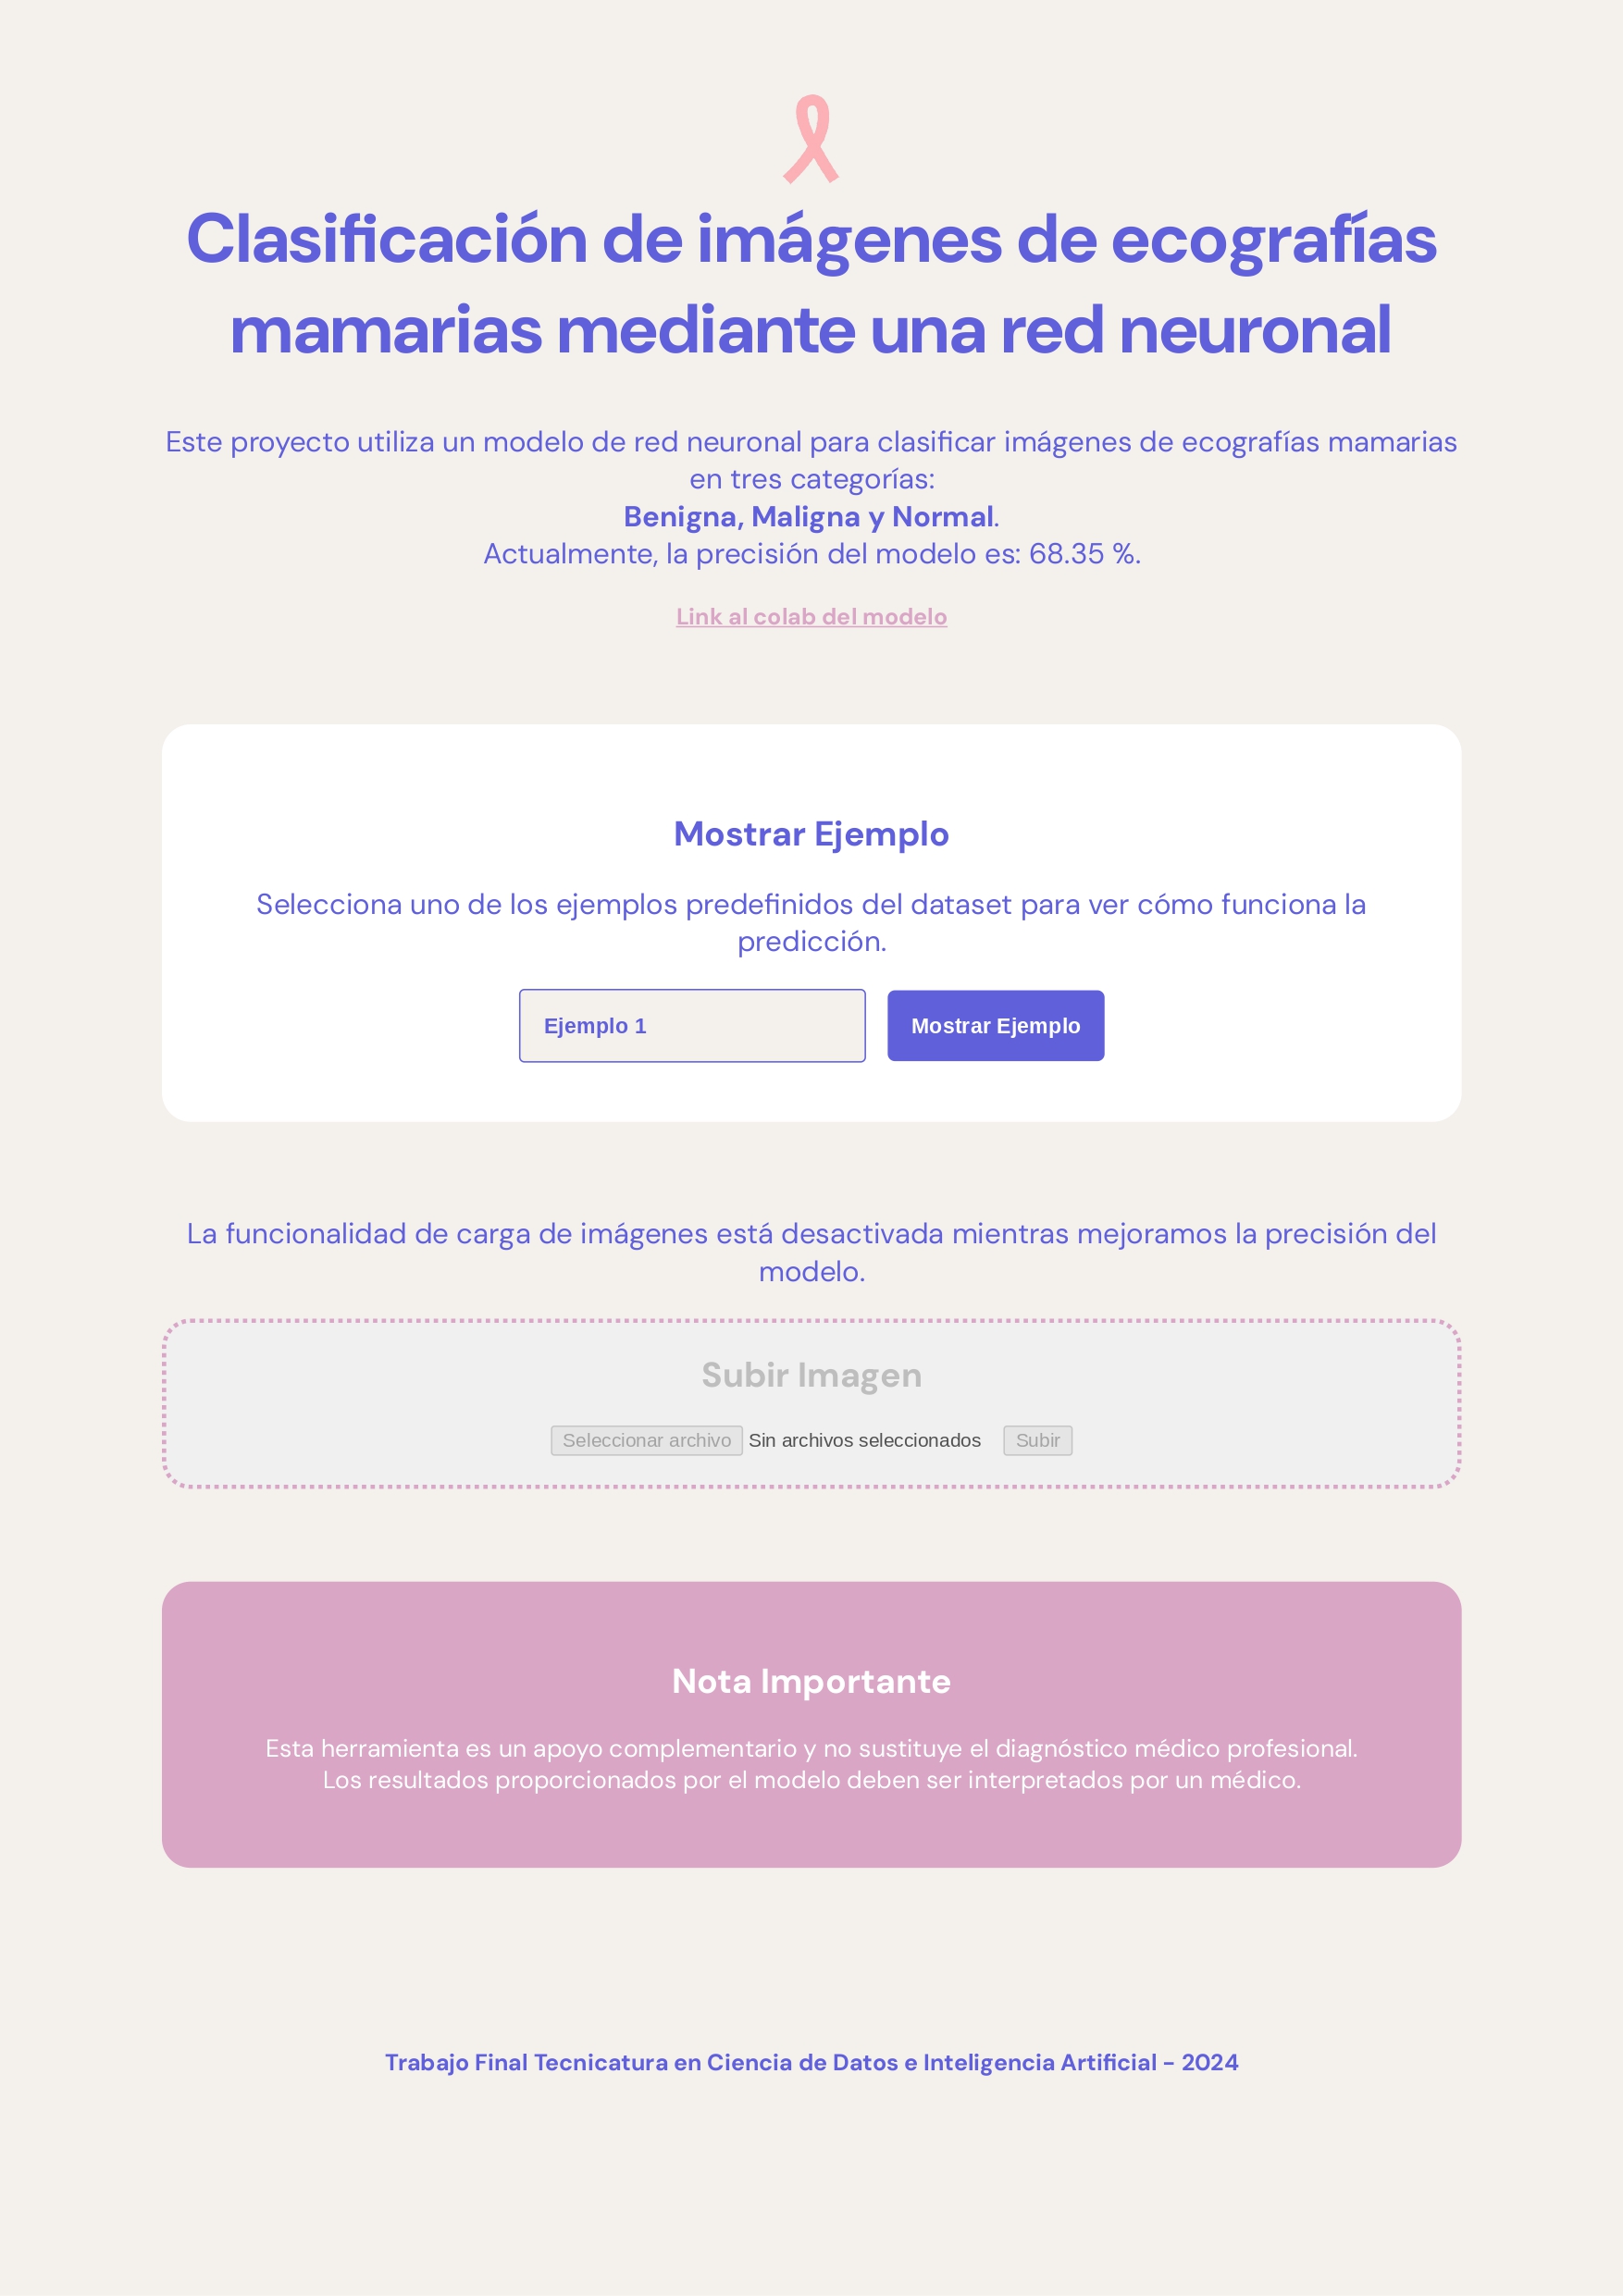 Clasificación de imágenes de ecografías
mamarias mediante una red neuronal
Este proyecto utiliza un modelo de red neuronal para clasificar imágenes de ecografías mamarias
en tres categorías:
Benigna, Maligna y Normal.
Actualmente, la precisión del modelo es: 68.35 %.
Link al colab del modelo
Mostrar Ejemplo
Selecciona uno de los ejemplos predefinidos del dataset para ver cómo funciona la
predicción.
Ejemplo 1 Mostrar Ejemplo
La funcionalidad de carga de imágenes está desactivada mientras mejoramos la precisión del
modelo.
Subir Imagen
Seleccionar archivo Sin archivos seleccionados Subir
Nota Importante
Esta herramienta es un apoyo complementario y no sustituye el diagnóstico médico profesional.
Los resultados proporcionados por el modelo deben ser interpretados por un médico.
Trabajo Final Tecnicatura en Ciencia de Datos e Inteligencia Artificial - 2024